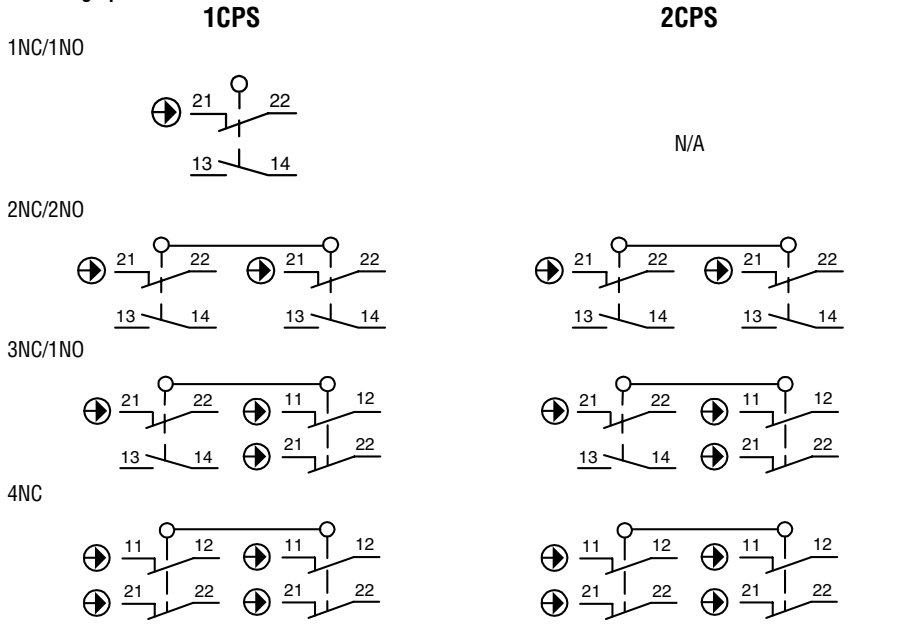 1CPS 2CPS
1NC/1NO
21 22
N/A
13 14
2NC/2NO
21 22 21 22 21 22 21 22
13 14 13 14 13 14 13 14
3NC/1NO
21 22 11 12 21 22 11 12
13 14 21 22 13 14 21 22
4NC
11 12 11 12 11 12 11 12
21 22 21 22 21 22 21 22